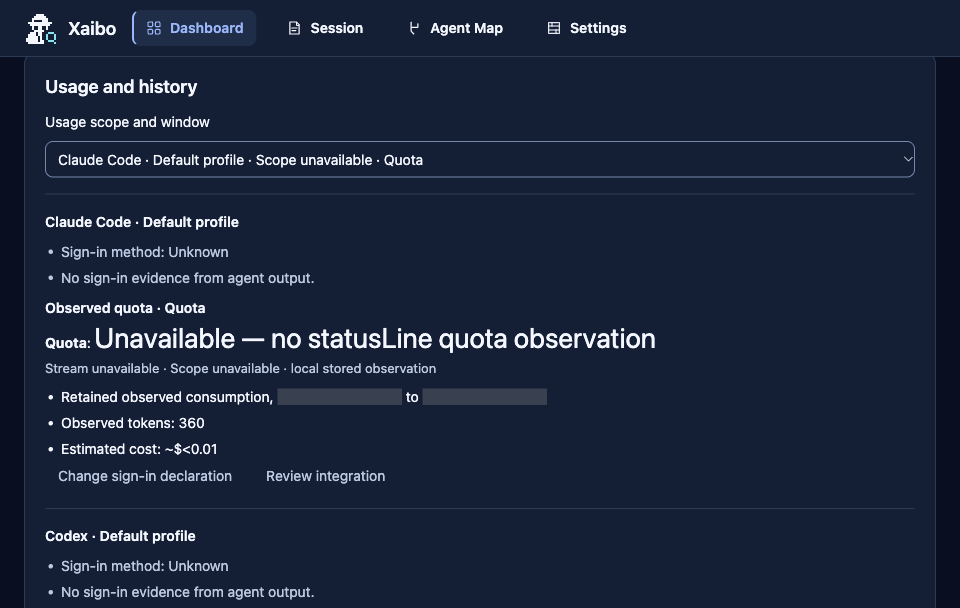 Xaibo Dashboard Session Agent Map Settings
Usage and history
Usage scope and window
Claude Code · Default profile · Scope unavailable · Quota
Claude Code · Default profile
• Sign-in method: Unknown
• No sign-in evidence from agent output.
Observed quota · Quota
Quota: Unavailable — no statusLine quota observation
Stream unavailable · Scope unavailable · local stored observation
• Retained observed consumption, to
• Observed tokens: 360
• Estimated cost: ~$<0.01
Change sign-in declaration Review integration
Codex · Default profile
• Sign-in method: Unknown
• No sign-in evidence from agent output.